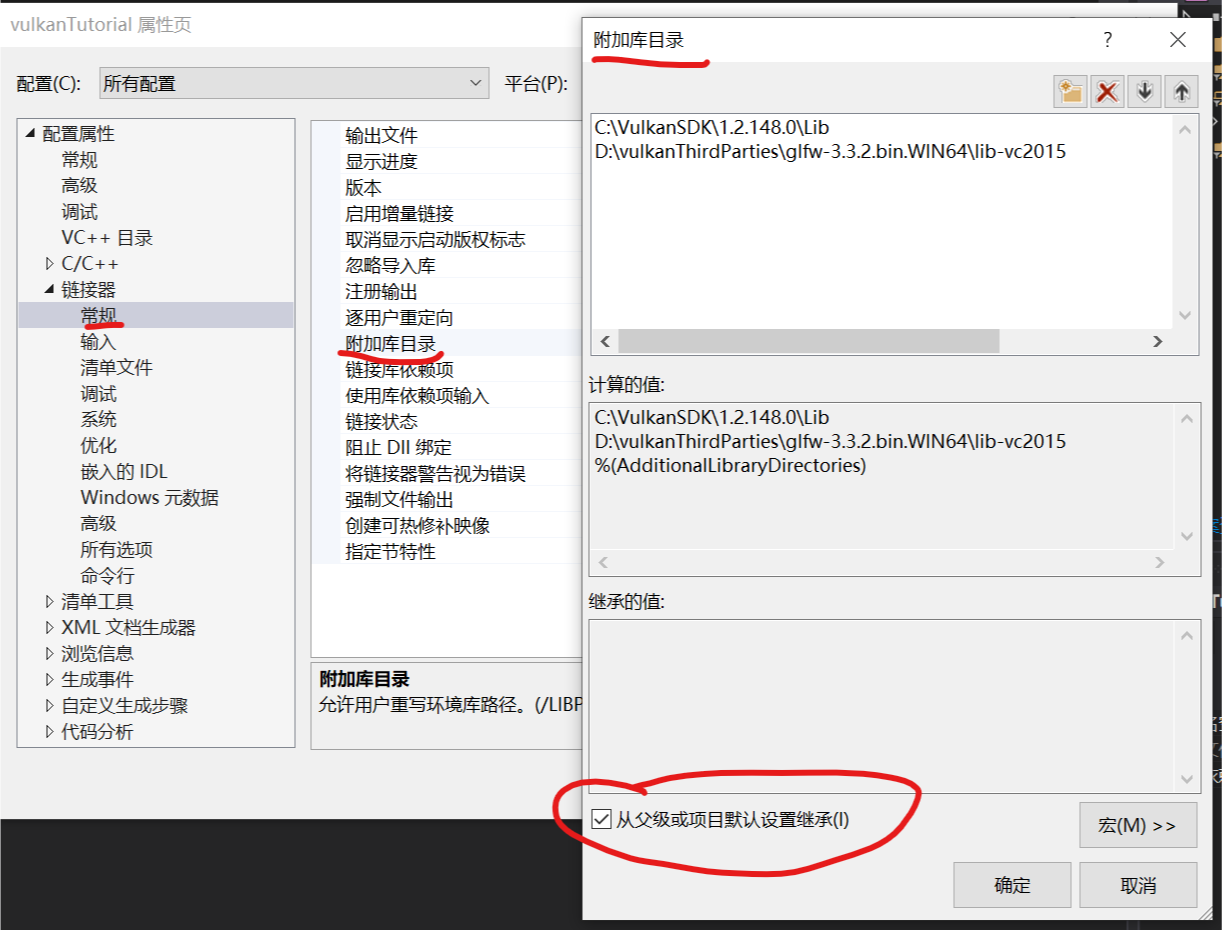 vulkanTutorial 属性页
配置(C):
所有配置
平台(P):
配置属性
常规
高级
调试
VC++ 目录
C/C++
链接器
常规
输入
清单文件
调试
系统
优化
嵌入的 IDL
Windows 元数据
高级
所有选项
命令行
清单工具
XML 文档生成器
浏览信息
生成事件
自定义生成步骤
代码分析
输出文件
显示进度
版本
启用增量链接
取消显示启动版权标志
忽略导入库
注册输出
逐用户重定向
附加库目录
链接库依赖项
使用库依赖项输入
链接状态
阻止 Dll 绑定
将链接器警告视为错误
强制文件输出
创建可热修补映像
指定节特性
附加库目录
允许用户重写环境库路径。(/LIBP
附加库目录
?
C:\VulkanSDK\1.2.148.0\Lib
D:\vulkanThirdParties\glfw-3.3.2.bin.WIN64\lib-vc2015
计算的值:
C:\VulkanSDK\1.2.148.0\Lib
D:\vulkanThirdParties\glfw-3.3.2.bin.WIN64\lib-vc2015
%(AdditionalLibraryDirectories)
继承的值:
从父级或项目默认设置继承(I)
宏(M) >>
确定
取消